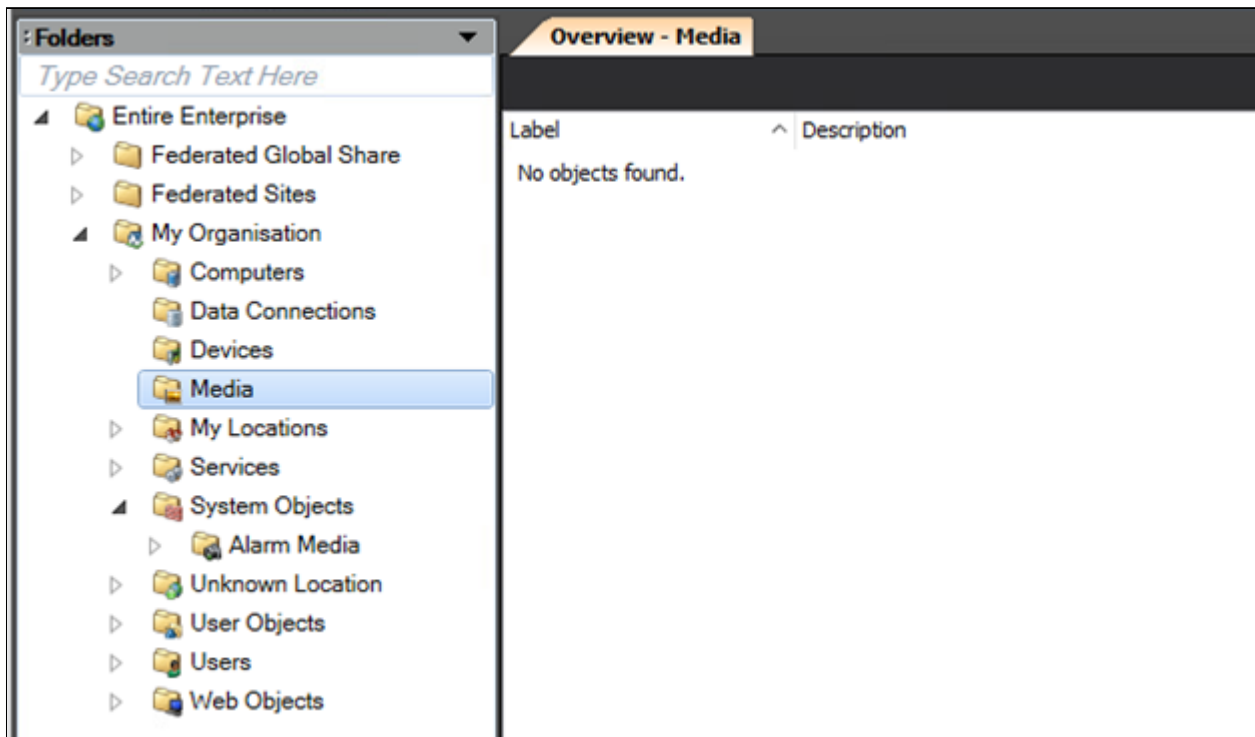 Folders
Type Search Text Here
Entire Enterprise
Federated Global Share
Federated Sites
My Organisation
Computers
Data Connections
Devices
Media
My Locations
Services
System Objects
Alarm Media
Unknown Location
User Objects
Users
Web Objects
Overview - Media
Label Description
No objects found.